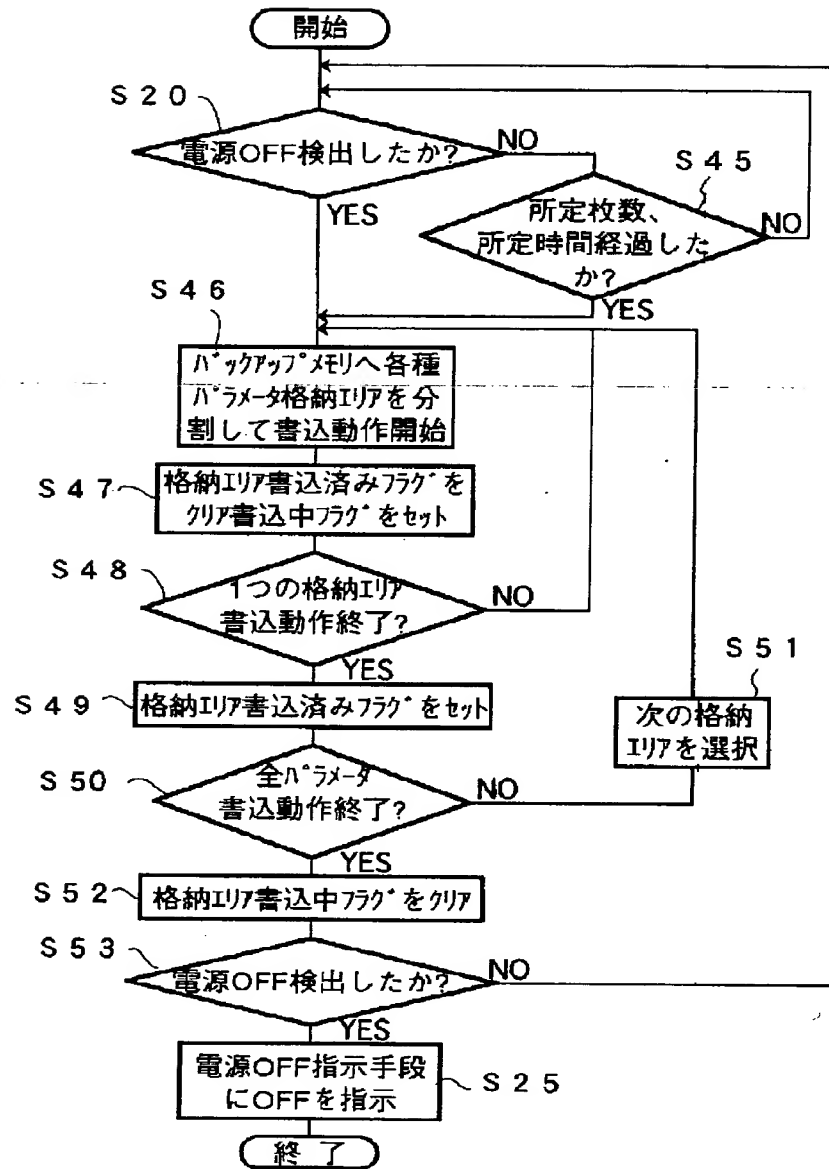 開始
S20
電源OFF検出したか?
NO
YES
S45
所定枚数、
所定時間経過した
か?
NO
YES
S46
ﾊﾞｯｸｱｯﾌﾟﾒﾓﾘへ各種
ﾊﾟﾗﾒｰﾀ格納ｴﾘｱを分
割して書込動作開始
S47
格納ｴﾘｱ書込済みﾌﾗｸﾞを
ｸﾘｱ書込中ﾌﾗｸﾞをｾｯﾄ
S48
1つの格納ｴﾘｱ
書込動作終了?
NO
YES
S49
格納ｴﾘｱ書込済みﾌﾗｸﾞをｾｯﾄ
S51
次の格納
ｴﾘｱを選択
S50
全ﾊﾟﾗﾒｰﾀ
書込動作終了?
NO
YES
S52
格納ｴﾘｱ書込中ﾌﾗｸﾞをｸﾘｱ
S53
電源OFF検出したか?
NO
YES
電源OFF指示手段
にOFFを指示
S25
終了